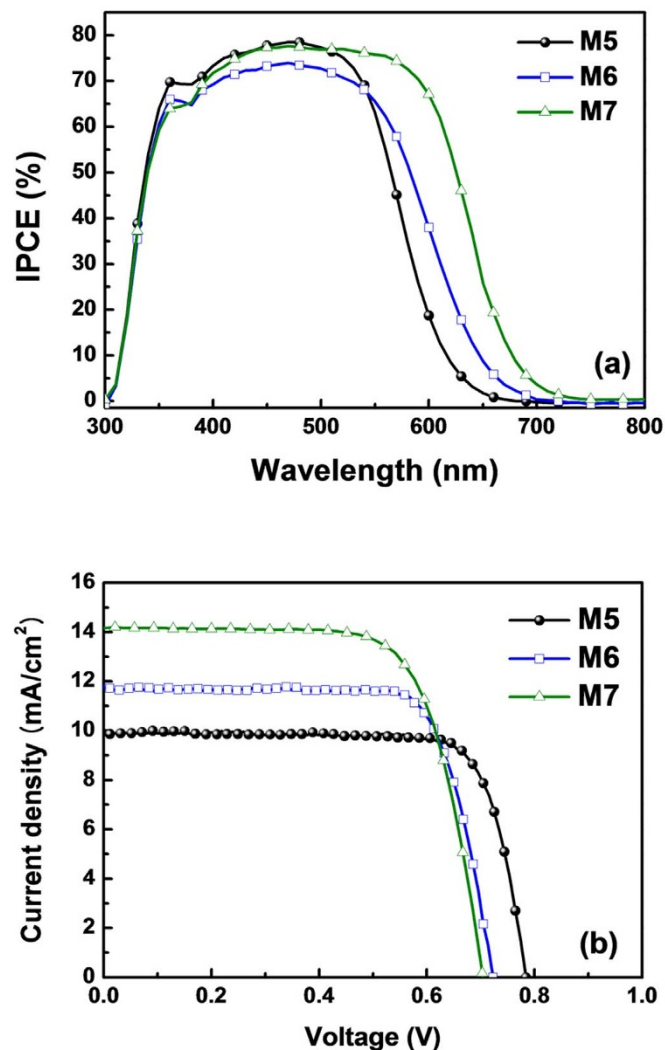 80
70
60
50
40
30
20
10
0
IPCE (%)
M5
M6
M7
(a)
300 400 500 600 700 800
Wavelength (nm)
16
14
12
10
8
6
4
2
0
Current density (mA/cm²)
M5
M6
M7
(b)
0.0 0.2 0.4 0.6 0.8 1.0
Voltage (V)